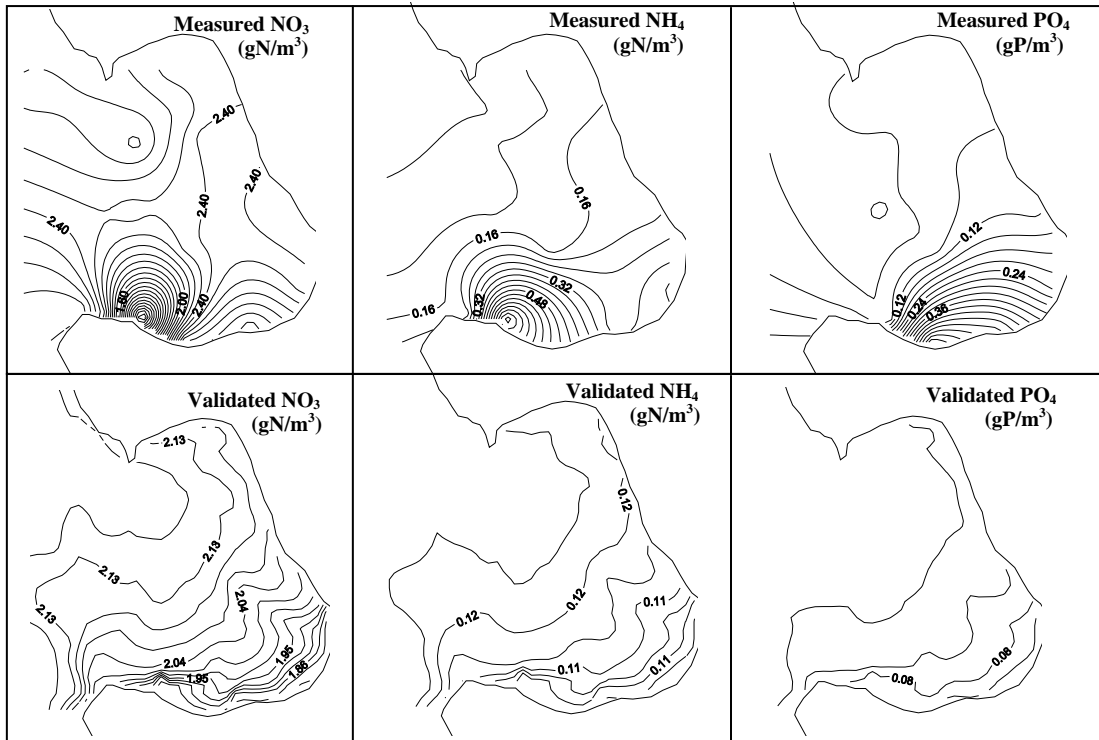 Measured NO₃
(gN/m³)
2.40
2.40
2.40
2.40
1.60
2.00
2.40
Measured NH₄
(gN/m³)
0.16
0.16
0.16
0.32
0.32
0.48
Measured PO₄
(gP/m³)
0.12
0.24
0.12
0.24
0.36
Validated NO₃
(gN/m³)
2.13
2.13
2.13
2.13
2.04
2.04
1.95
1.95
1.86
Validated NH₄
(gN/m³)
0.12
0.12
0.12
0.11
0.11
0.11
Validated PO₄
(gP/m³)
0.08
0.08